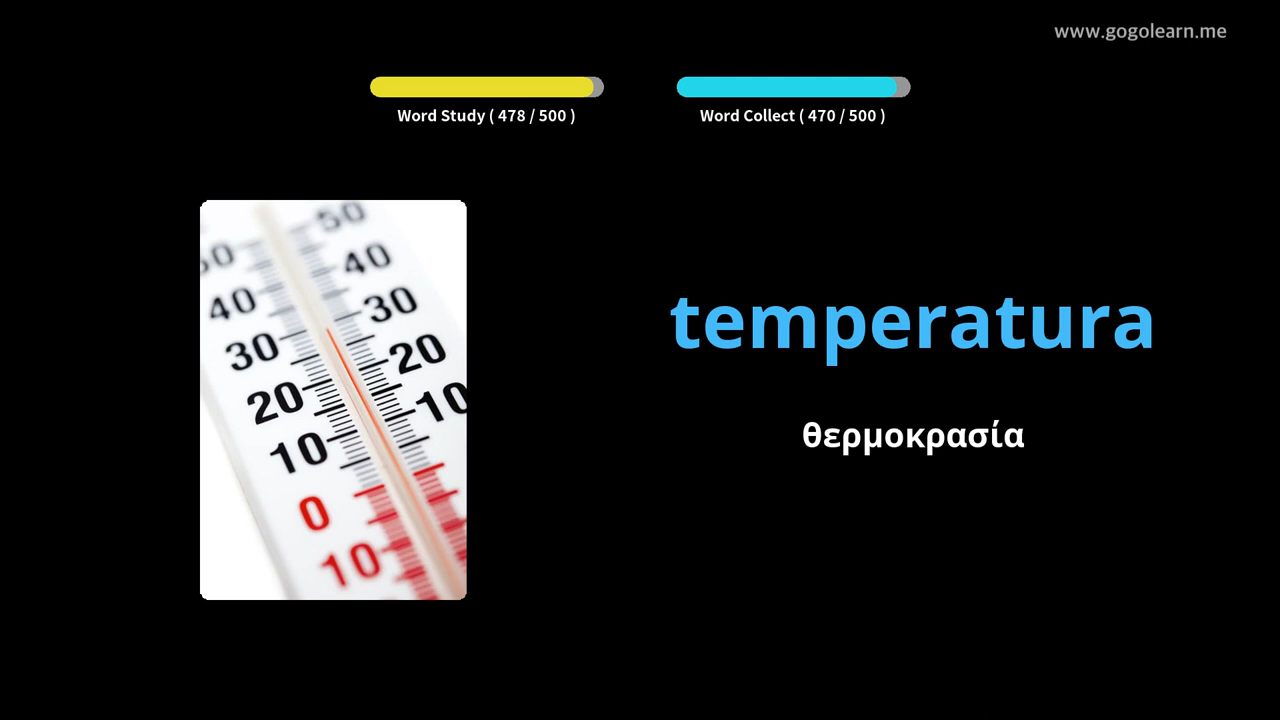 www.gogolearn.me
Word Study ( 478 / 500 )
Word Collect ( 470 / 500 )
50
50
40
40
30
30
20
20
10
10
0
10
temperatura
θερμοκρασία